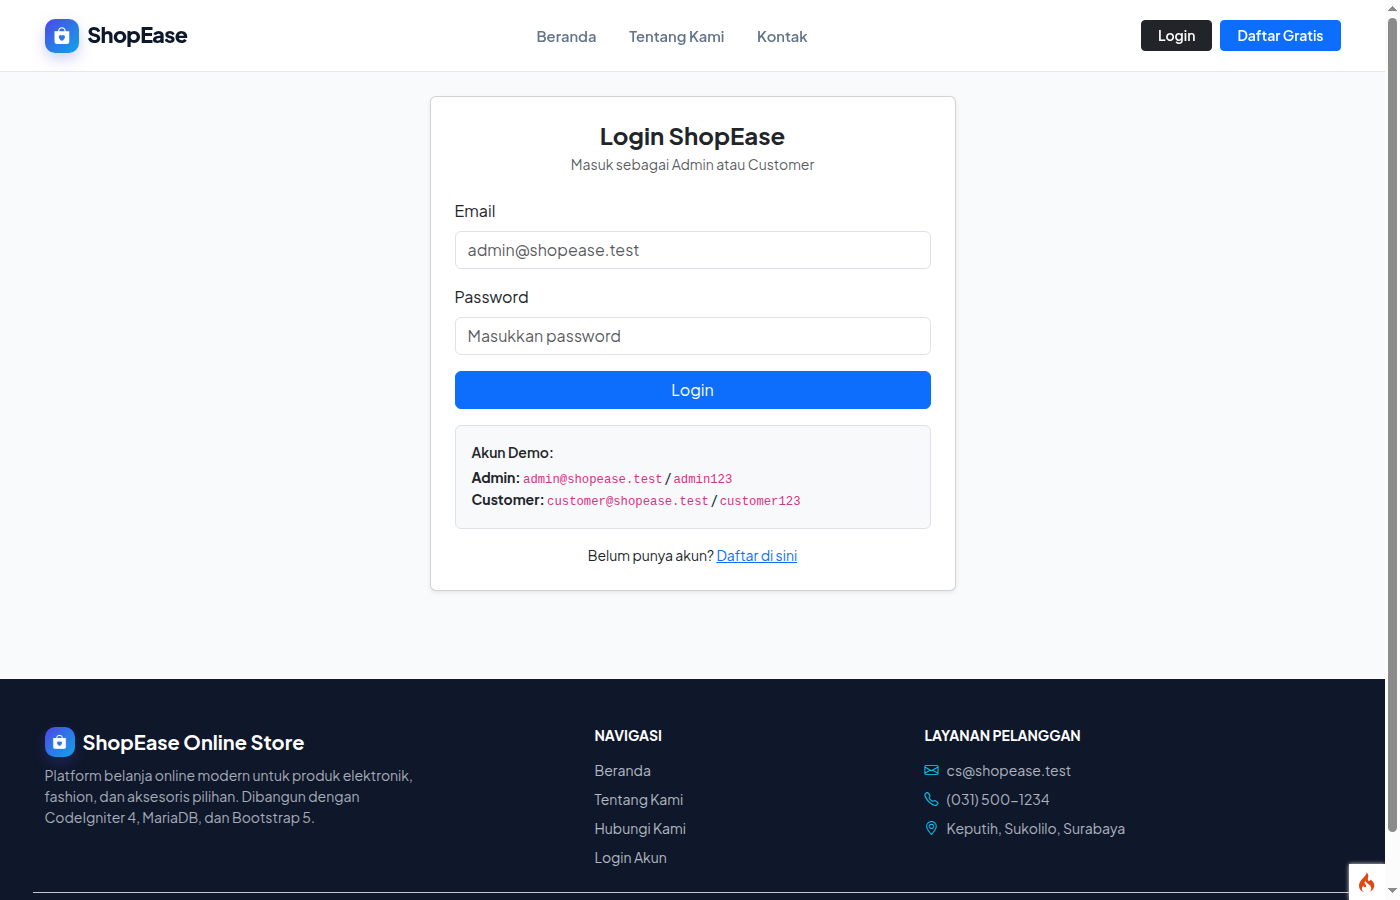 ShopEase
Beranda
Tentang Kami
Kontak
Login
Daftar Gratis
Login ShopEase
Masuk sebagai Admin atau Customer
Email
admin@shopease.test
Password
Masukkan password
Login
Akun Demo:
Admin: admin@shopease.test / admin123
Customer: customer@shopease.test / customer123
Belum punya akun? Daftar di sini
ShopEase Online Store
Platform belanja online modern untuk produk elektronik,
fashion, dan aksesoris pilihan. Dibangun dengan
CodeIgniter 4, MariaDB, dan Bootstrap 5.
NAVIGASI
Beranda
Tentang Kami
Hubungi Kami
Login Akun
LAYANAN PELANGGAN
cs@shopease.test
(031) 500-1234
Keputih, Sukolilo, Surabaya